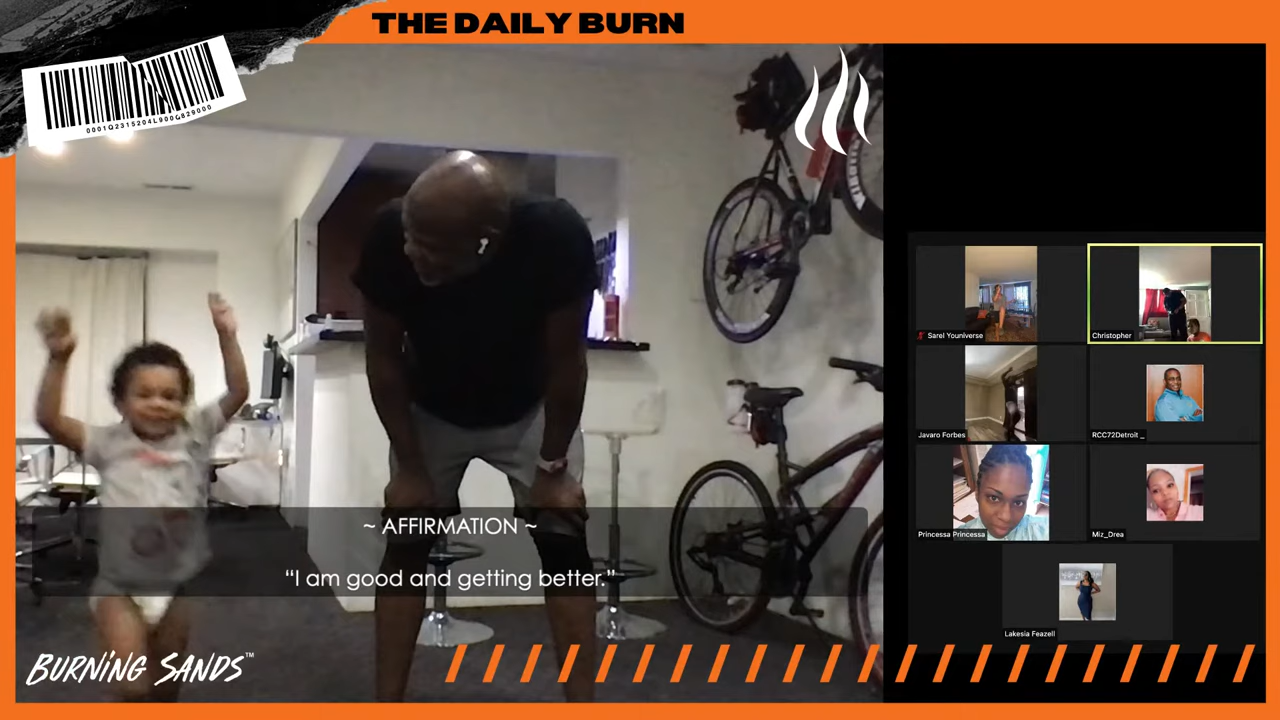 THE DAILY BURN
0001Q2315204L900G829000
~ AFFIRMATION ~
“I am good and getting better.”
BURNING SANDS™
Sarel Youniverse
Christopher
Javaro Forbes
RCC72Detroit _
Princessa Princessa
Miz_Drea
Lakesia Feazell